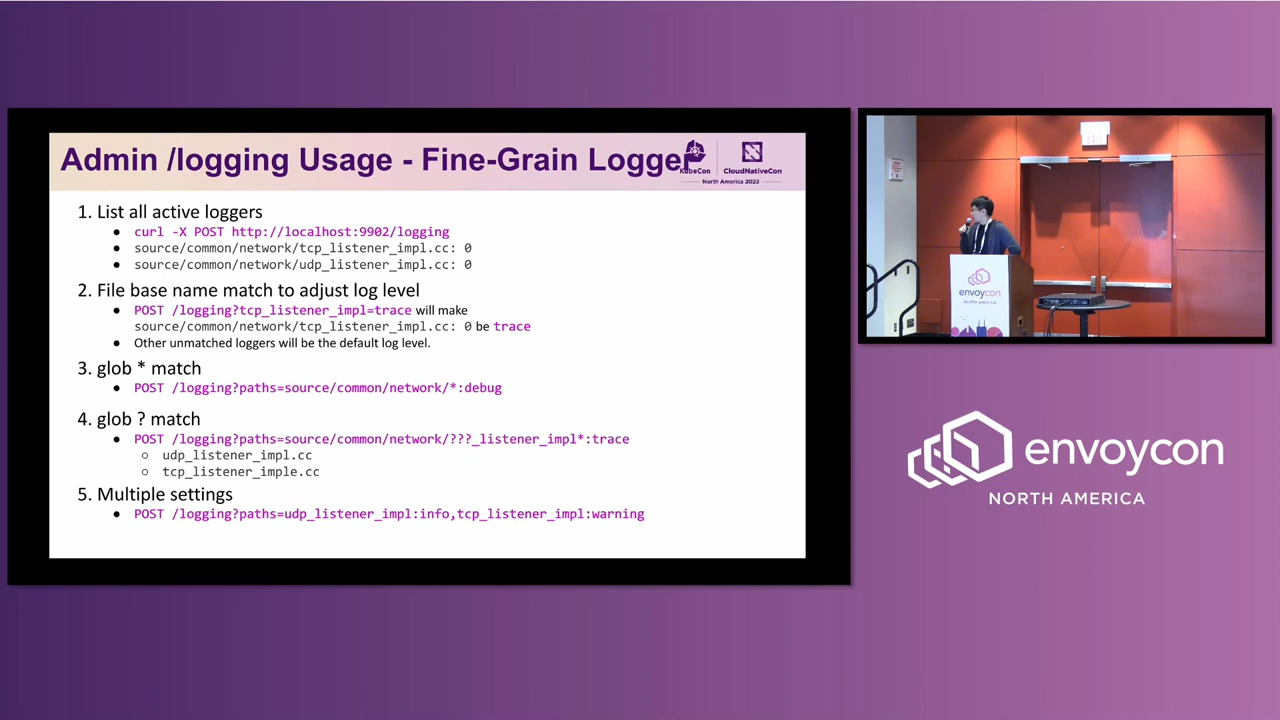 Admin /logging Usage - Fine-Grain Logger
KubeCon
CloudNativeCon
North America 2023
1. List all active loggers
● curl -X POST http://localhost:9902/logging
● source/common/network/tcp_listener_impl.cc: 0
● source/common/network/udp_listener_impl.cc: 0
2. File base name match to adjust log level
● POST /logging?tcp_listener_impl=trace will make
source/common/network/tcp_listener_impl.cc: 0 be trace
● Other unmatched loggers will be the default log level.
3. glob * match
● POST /logging?paths=source/common/network/*:debug
4. glob ? match
● POST /logging?paths=source/common/network/???_listener_impl*:trace
○ udp_listener_impl.cc
○ tcp_listener_imple.cc
5. Multiple settings
● POST /logging?paths=udp_listener_impl:info,tcp_listener_impl:warning
envoycon
NORTH AMERICA
envoycon
NORTH AMERICA